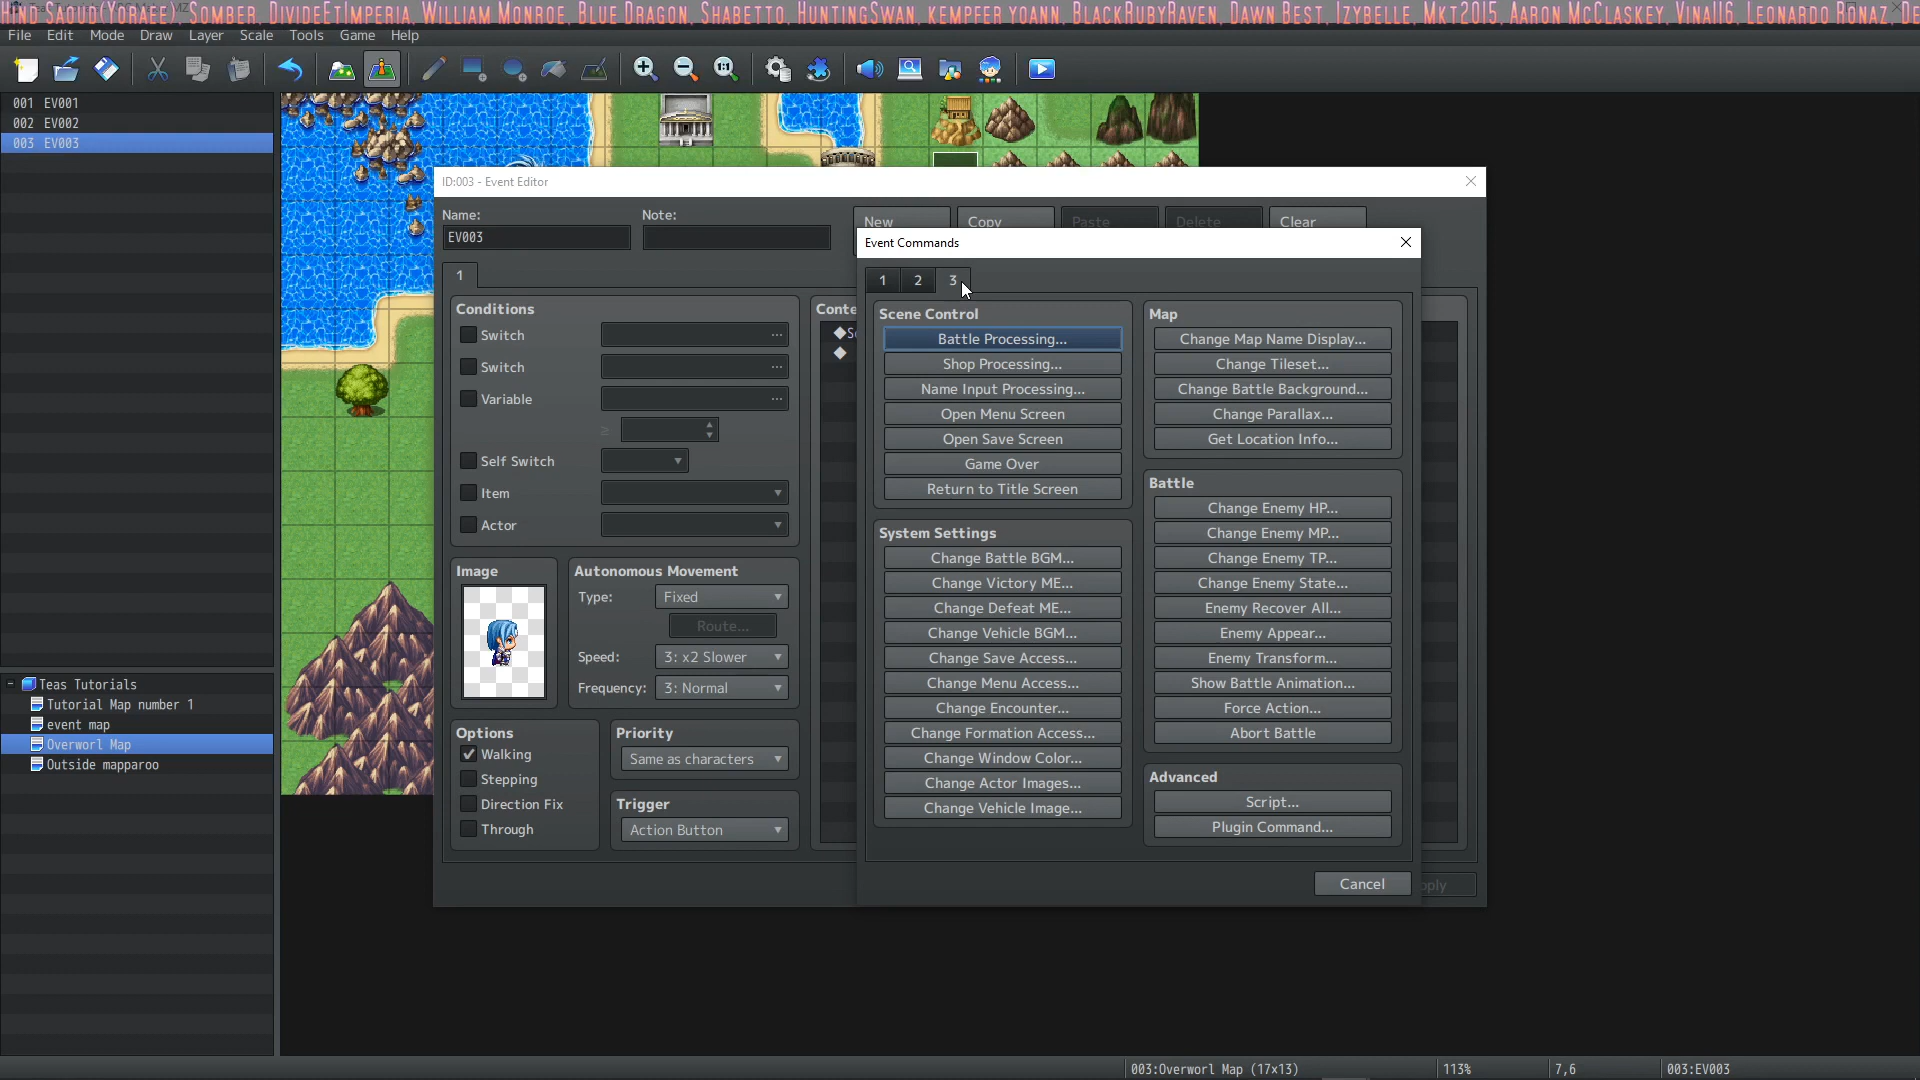 Hid Saqub(Yoraee), Somber, DivideEtImperia, William Monroe, Blue Dragon, Shabetto, HuntingSwan, kempeer yoann, BlackRubyRaven, Dawn Best, Izybelle, Mkt2015, Aaron McClaskey, Vina116, Leonardo Bonaz, De
File Edit Mode Draw Layer Scale Tools Game Help
001 EV001
002 EV002
003 EV003
ID:003 - Event Editor
Name:
Note:
New
Copy
Paste
Delete
Clear
EV003
1
Conditions
Switch
Switch
Variable
≥
Self Switch
Item
Actor
Image
Autonomous Movement
Type:
Fixed
Route...
Speed:
3: x2 Slower
Frequency:
3: Normal
Options
Walking
Stepping
Direction Fix
Through
Priority
Same as characters
Trigger
Action Button
Event Commands
1 2 3
Scene Control
Battle Processing...
Shop Processing...
Name Input Processing...
Open Menu Screen
Open Save Screen
Game Over
Return to Title Screen
System Settings
Change Battle BGM...
Change Victory ME...
Change Defeat ME...
Change Vehicle BGM...
Change Save Access...
Change Menu Access...
Change Encounter...
Change Formation Access...
Change Window Color...
Change Actor Images...
Change Vehicle Image...
Map
Change Map Name Display...
Change Tileset...
Change Battle Background...
Change Parallax...
Get Location Info...
Battle
Change Enemy HP...
Change Enemy MP...
Change Enemy TP...
Change Enemy State...
Enemy Recover All...
Enemy Appear...
Enemy Transform...
Show Battle Animation...
Force Action...
Abort Battle
Advanced
Script...
Plugin Command...
Cancel
Teas Tutorials
Tutorial Map number 1
event map
Overworl Map
Outside mapparoo
003:Overworl Map (17x13)
113%
7,6
003:EV003